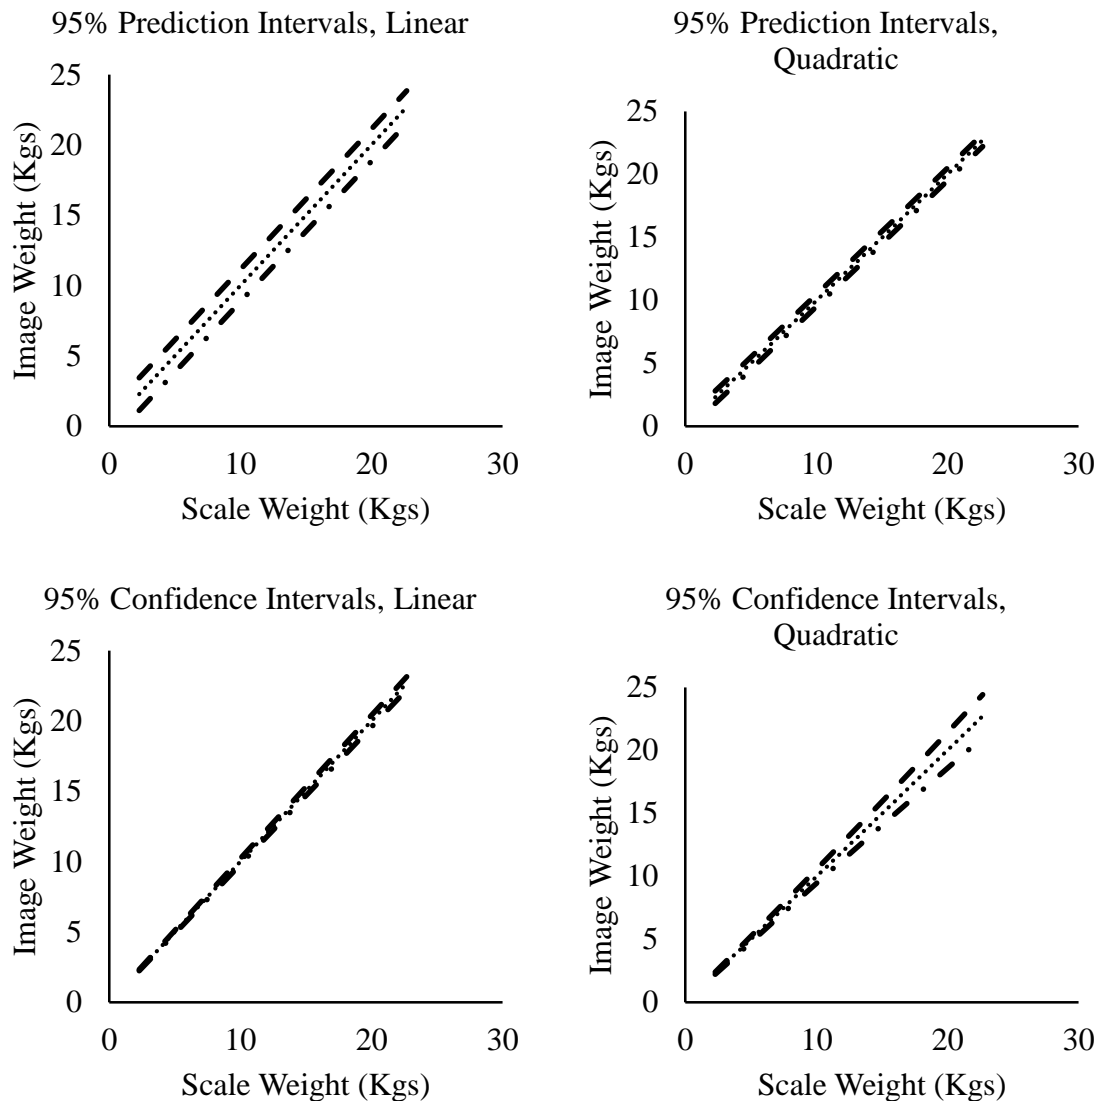 95% Prediction Intervals, Linear
25
20
15
10
5
0
0 10 20 30
Image Weight (Kgs)
Scale Weight (Kgs)
95% Prediction Intervals,
Quadratic
25
20
15
10
5
0
0 10 20 30
Image Weight (Kgs)
Scale Weight (Kgs)
95% Confidence Intervals, Linear
25
20
15
10
5
0
0 10 20 30
Image Weight (Kgs)
Scale Weight (Kgs)
95% Confidence Intervals,
Quadratic
25
20
15
10
5
0
0 10 20 30
Image Weight (Kgs)
Scale Weight (Kgs)